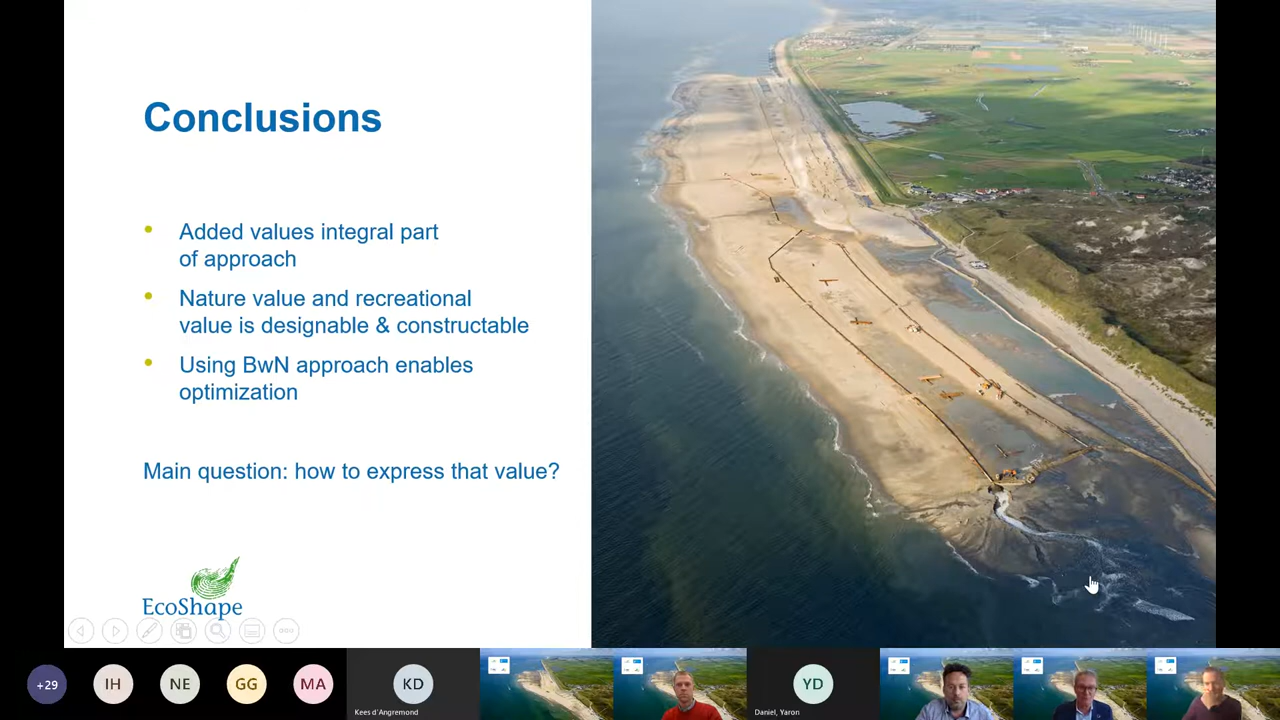 Conclusions
• Added values integral part
of approach
• Nature value and recreational
value is designable & constructable
• Using BwN approach enables
optimization
Main question: how to express that value?
EcoShape
+29
IH
NE
GG
MA
KD
Kees d'Angremond
YD
Daniel, Yaron